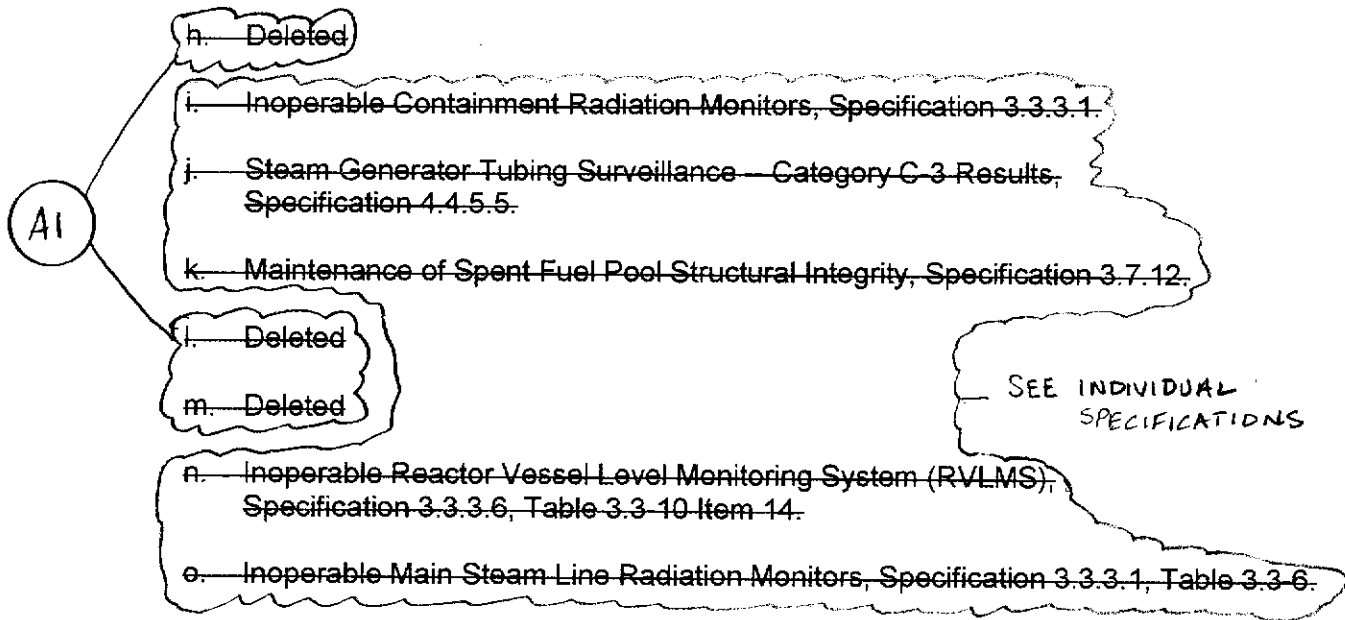 h. Deleted
i. Inoperable Containment Radiation Monitors, Specification 3.3.3.1.
j. Steam Generator Tubing Surveillance – Category C-3 Results,
Specification 4.4.5.5.
A1
k. Maintenance of Spent Fuel Pool Structural Integrity, Specification 3.7.12.
l. Deleted
SEE INDIVIDUAL
SPECIFICATIONS
m. Deleted
n. Inoperable Reactor Vessel Level Monitoring System (RVLMS),
Specification 3.3.3.6, Table 3.3-10 Item 14.
o. Inoperable Main Steam Line Radiation Monitors, Specification 3.3.3.1, Table 3.3-6.